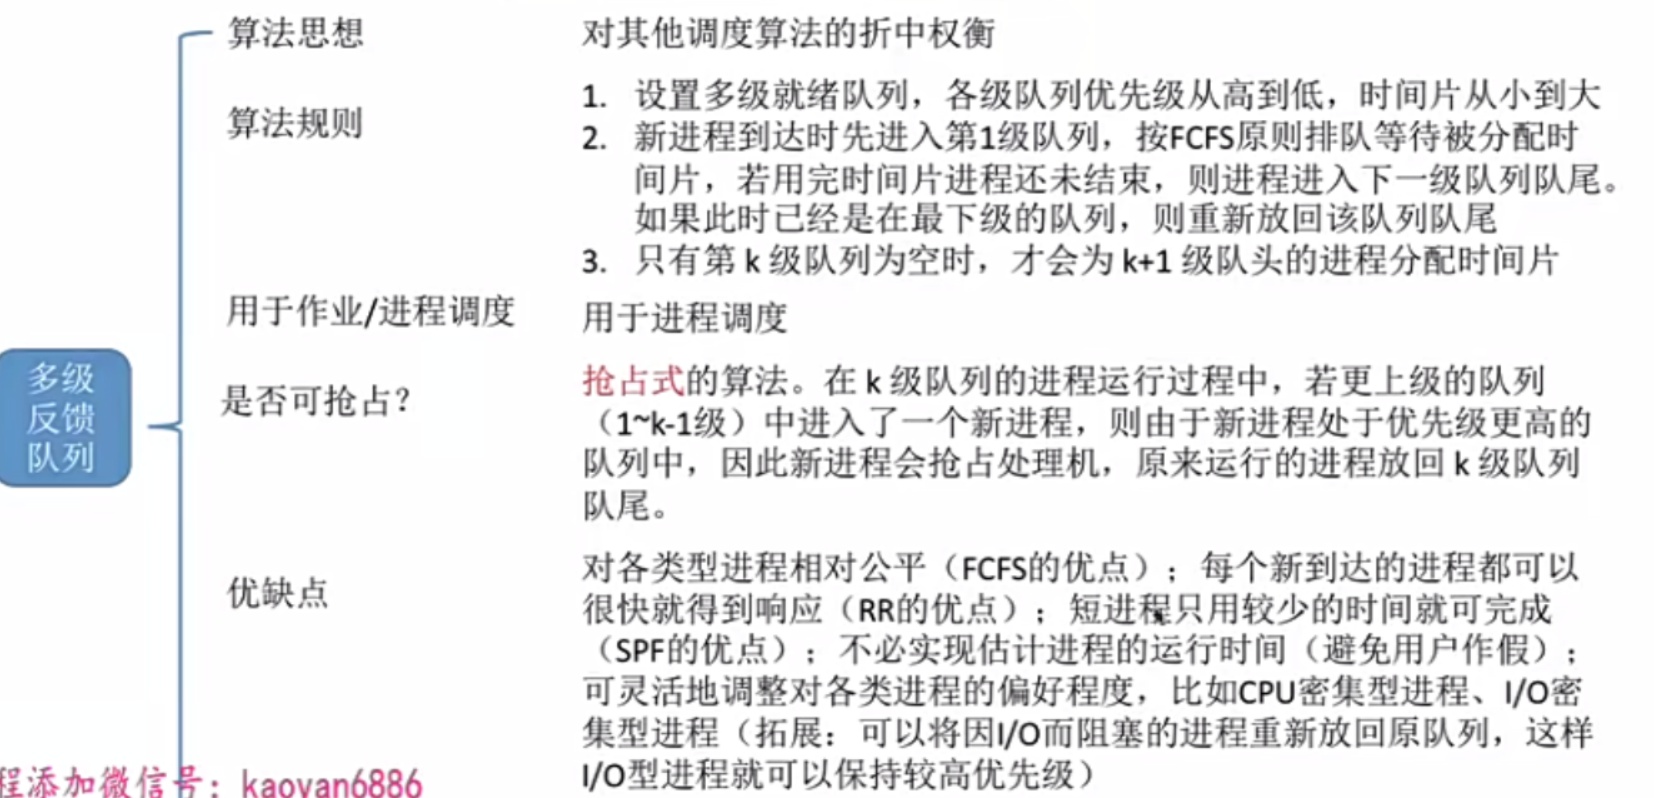 算法思想
对其他调度算法的折中权衡
算法规则
1. 设置多级就绪队列，各级队列优先级从高到低，时间片从小到大
2. 新进程到达时先进入第1级队列，按FCFS原则排队等待被分配时
间片，若用完时间片进程还未结束，则进程进入下一级队列队尾。
如果此时已经是在最下级的队列，则重新放回该队列队尾
3. 只有第 k 级队列为空时，才会为 k+1 级队头的进程分配时间片
用于作业/进程调度
用于进程调度
多级
反馈
队列
是否可抢占？
抢占式的算法。在 k 级队列的进程运行过程中，若更上级的队列
（1~k-1级）中进入了一个新进程，则由于新进程处于优先级更高的
队列中，因此新进程会抢占处理机，原来运行的进程放回 k 级队列
队尾。
优缺点
对各类型进程相对公平（FCFS的优点）；每个新到达的进程都可以
很快就得到响应（RR的优点）；短进程只用较少的时间就可完成
（SPF的优点）；不必实现估计进程的运行时间（避免用户作假）；
可灵活地调整对各类进程的偏好程度，比如CPU密集型进程、I/O密
集型进程（拓展：可以将因I/O而阻塞的进程重新放回原队列，这样
I/O型进程就可以保持较高优先级）
程添加微信号：kaoyan6886